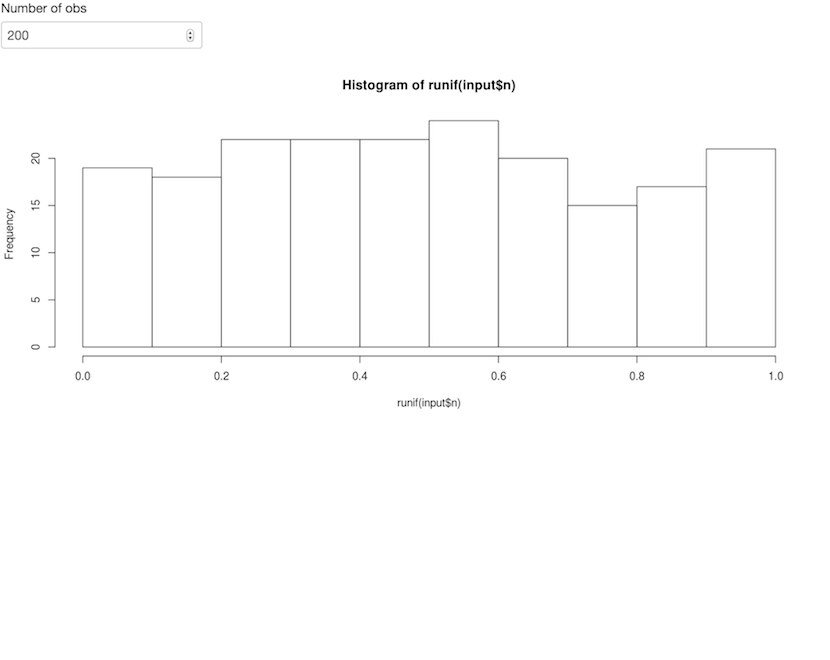 Number of obs
200
Histogram of runif(input$n)
Frequency
20
15
10
5
0
0.0 0.2 0.4 0.6 0.8 1.0
runif(input$n)